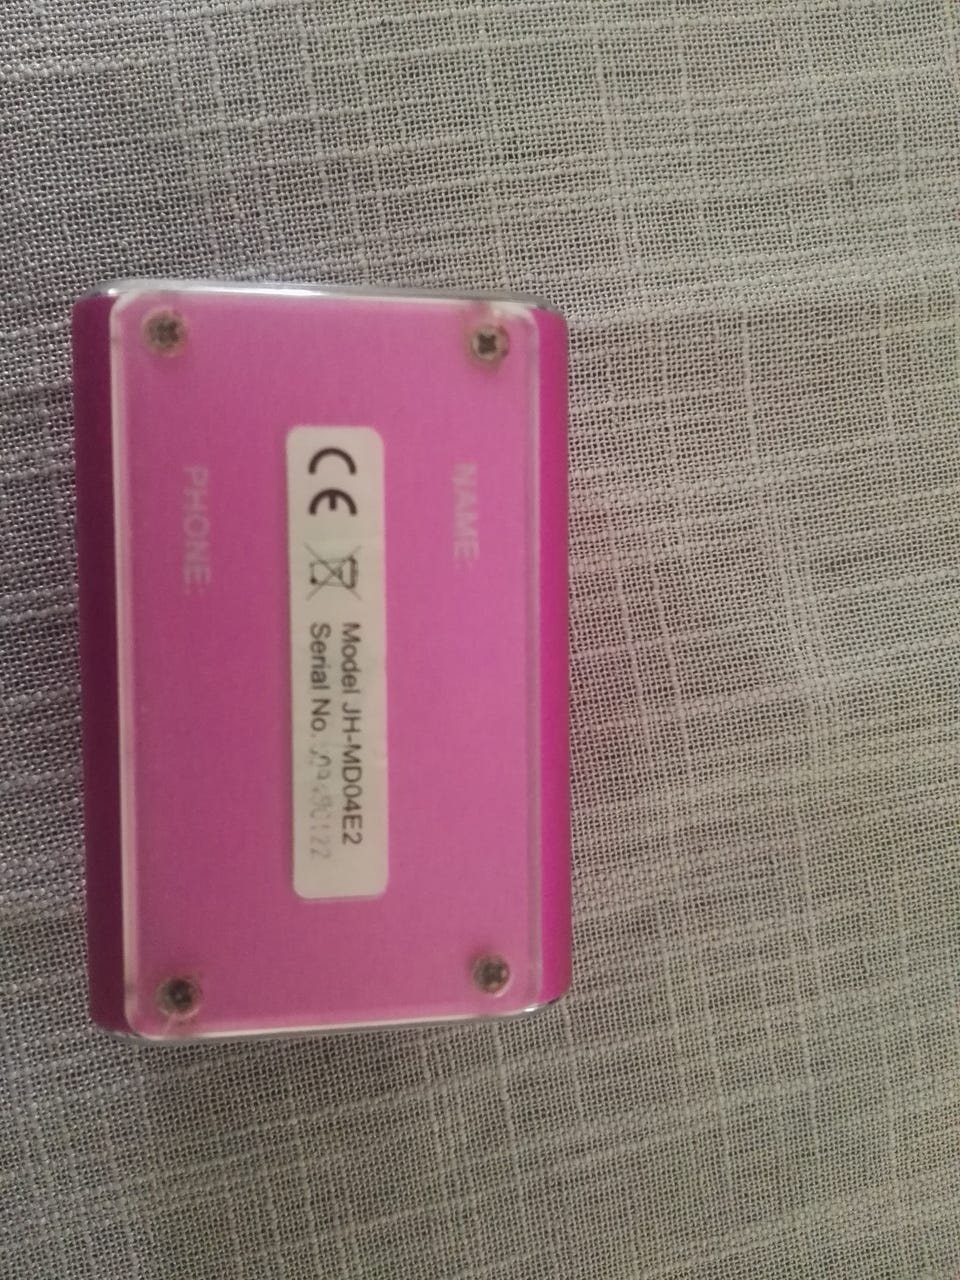 NAME:
CE
Model JH-MD04E2
Serial No.
PHONE: